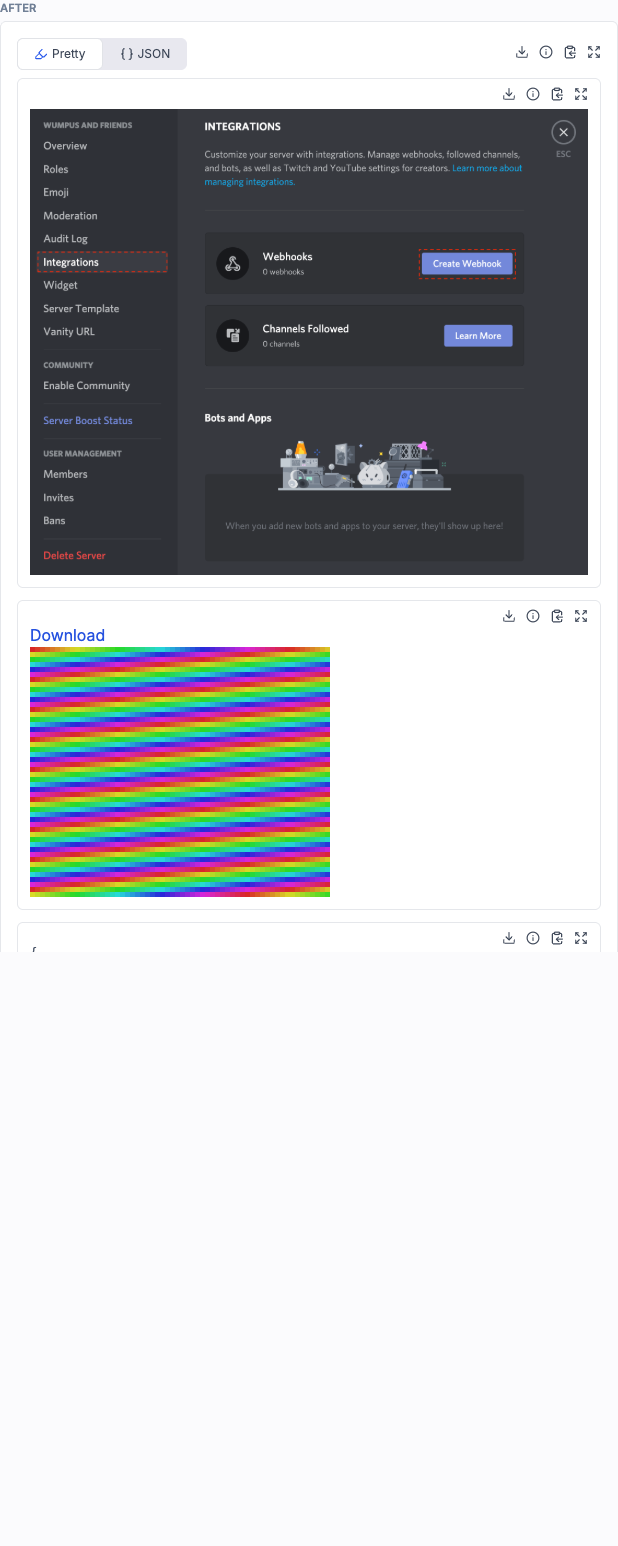 AFTER
Pretty
{ } JSON
WUMPUS AND FRIENDS
Overview
Roles
Emoji
Moderation
Audit Log
Integrations
Widget
Server Template
Vanity URL
COMMUNITY
Enable Community
Server Boost Status
USER MANAGEMENT
Members
Invites
Bans
Delete Server
INTEGRATIONS
ESC
Customize your server with integrations. Manage webhooks, followed channels,
and bots, as well as Twitch and YouTube settings for creators. Learn more about
managing integrations.
Webhooks
0 webhooks
Create Webhook
Channels Followed
0 channels
Learn More
Bots and Apps
When you add new bots and apps to your server, they'll show up here!
Download
{